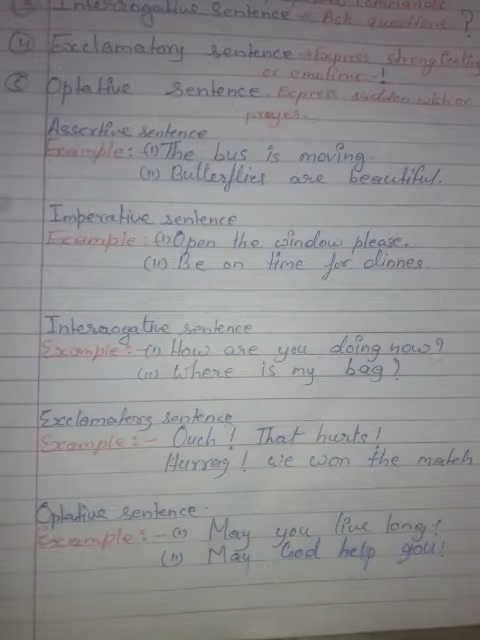 ③ Interrogative sentence - Ask questions ?
④ Exclamatory sentence → Express strong feeling
or emotions - !
⑤ Optative sentence. Express sudden wish or
prayer.
Assertive sentence
Example: (i) The bus is moving.
(ii) Butterflies are beautiful.
Imperative sentence
Example: (i) Open the window please.
(ii) Be on time for dinner
Interrogative sentence
Example:- (i) How are you doing now?
(ii) Where is my bag?
Exclamatory sentence
Example:- Ouch! That hurts!
Hurray! we won the match
Optative sentence.
Example:- (i) May you live long!
(ii) May God help you!